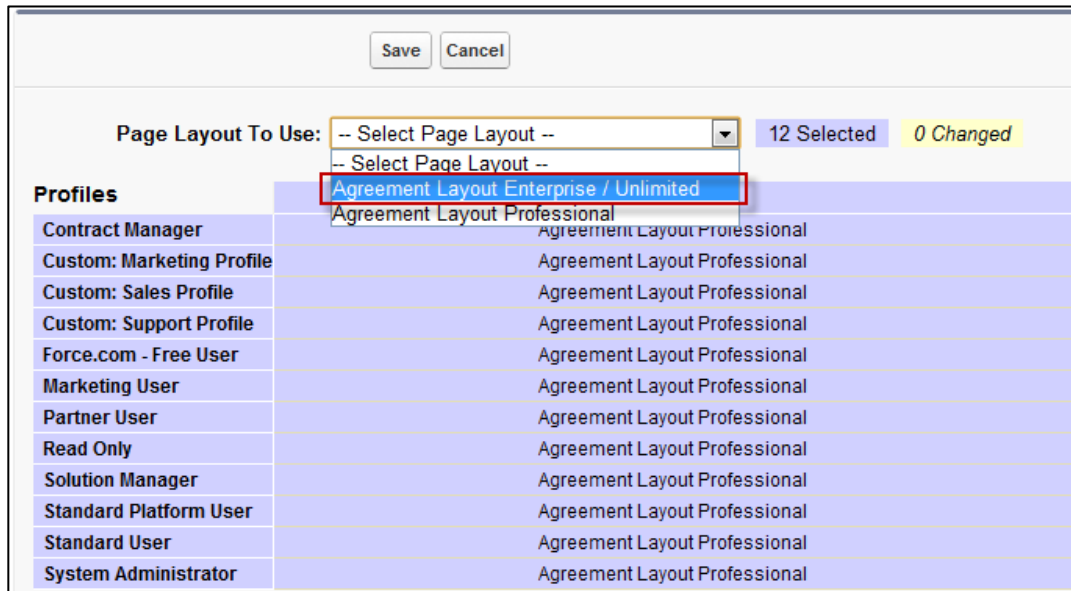 Save Cancel
Page Layout To Use: -- Select Page Layout -- 12 Selected 0 Changed
-- Select Page Layout --
Agreement Layout Enterprise / Unlimited
Profiles
Agreement Layout Professional
Contract Manager Agreement Layout Professional
Custom: Marketing Profile Agreement Layout Professional
Custom: Sales Profile Agreement Layout Professional
Custom: Support Profile Agreement Layout Professional
Force.com - Free User Agreement Layout Professional
Marketing User Agreement Layout Professional
Partner User Agreement Layout Professional
Read Only Agreement Layout Professional
Solution Manager Agreement Layout Professional
Standard Platform User Agreement Layout Professional
Standard User Agreement Layout Professional
System Administrator Agreement Layout Professional